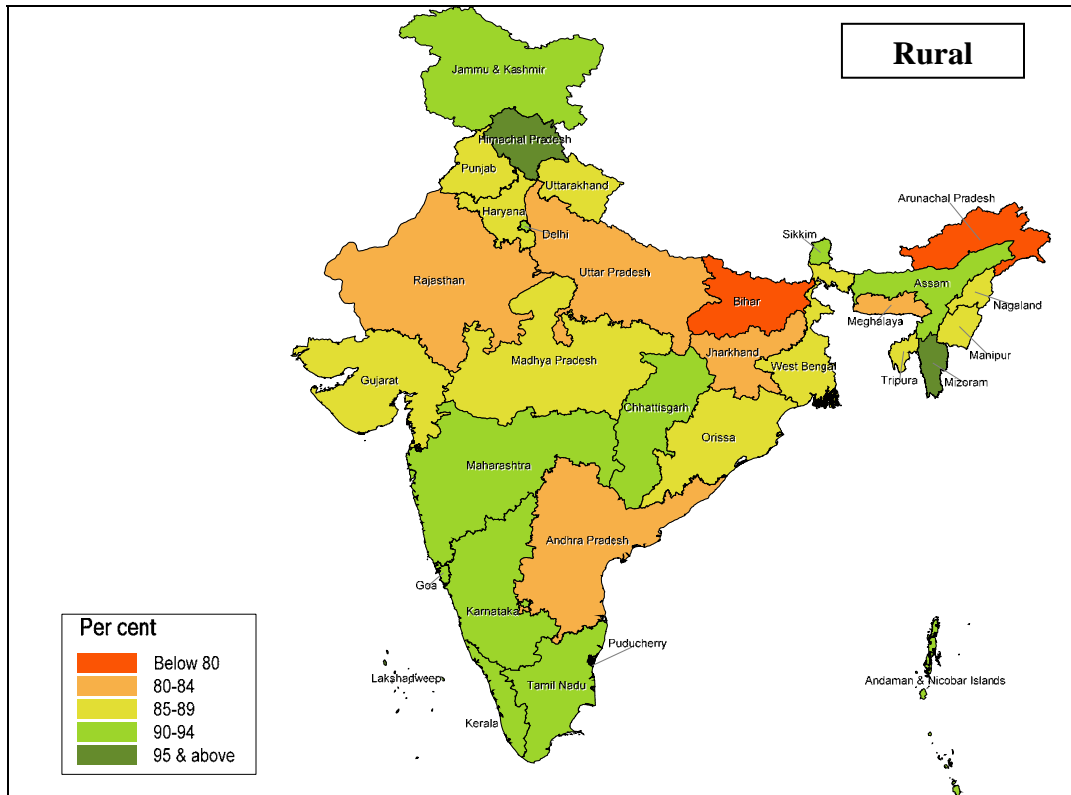 Rural
Jammu & Kashmir
Himachal Pradesh
Punjab
Uttarakhand
Haryana
Delhi
Arunachal Pradesh
Sikkim
Rajasthan
Uttar Pradesh
Bihar
Assam
Nagaland
Meghalaya
Manipur
Tripura
Mizoram
Jharkhand
West Bengal
Madhya Pradesh
Gujarat
Chhattisgarh
Orissa
Maharashtra
Andhra Pradesh
Goa
Karnataka
Puducherry
Lakshadweep
Tamil Nadu
Kerala
Andaman & Nicobar Islands
Per cent
Below 80
80-84
85-89
90-94
95 & above